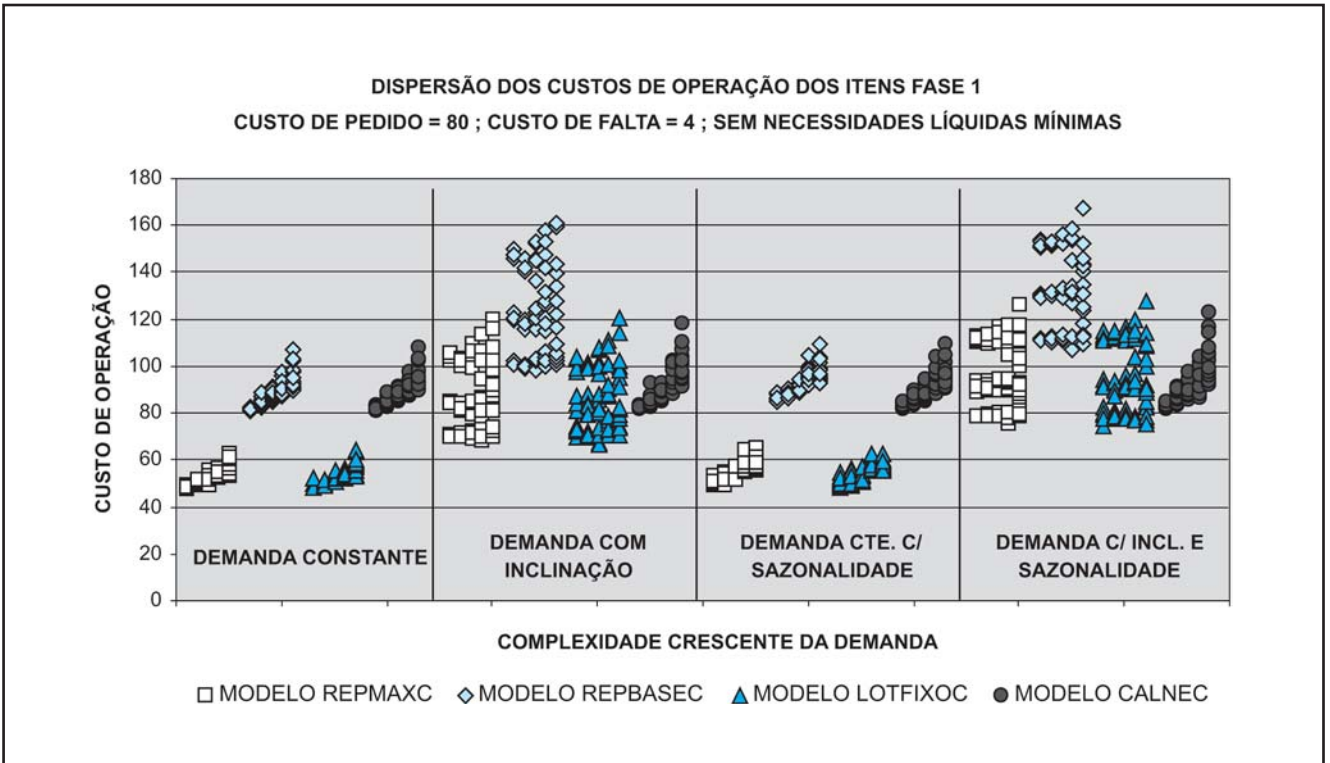 DISPERSÃO DOS CUSTOS DE OPERAÇÃO DOS ITENS FASE 1
CUSTO DE PEDIDO = 80 ; CUSTO DE FALTA = 4 ; SEM NECESSIDADES LÍQUIDAS MÍNIMAS
CUSTO DE OPERAÇÃO
180
160
140
120
100
80
60
40
20
0
DEMANDA CONSTANTE
DEMANDA COM
INCLINAÇÃO
DEMANDA CTE. C/
SAZONALIDADE
DEMANDA C/ INCL. E
SAZONALIDADE
COMPLEXIDADE CRESCENTE DA DEMANDA
MODELO REPMAXC
MODELO REPBASEC
MODELO LOTFIXOC
MODELO CALNEC